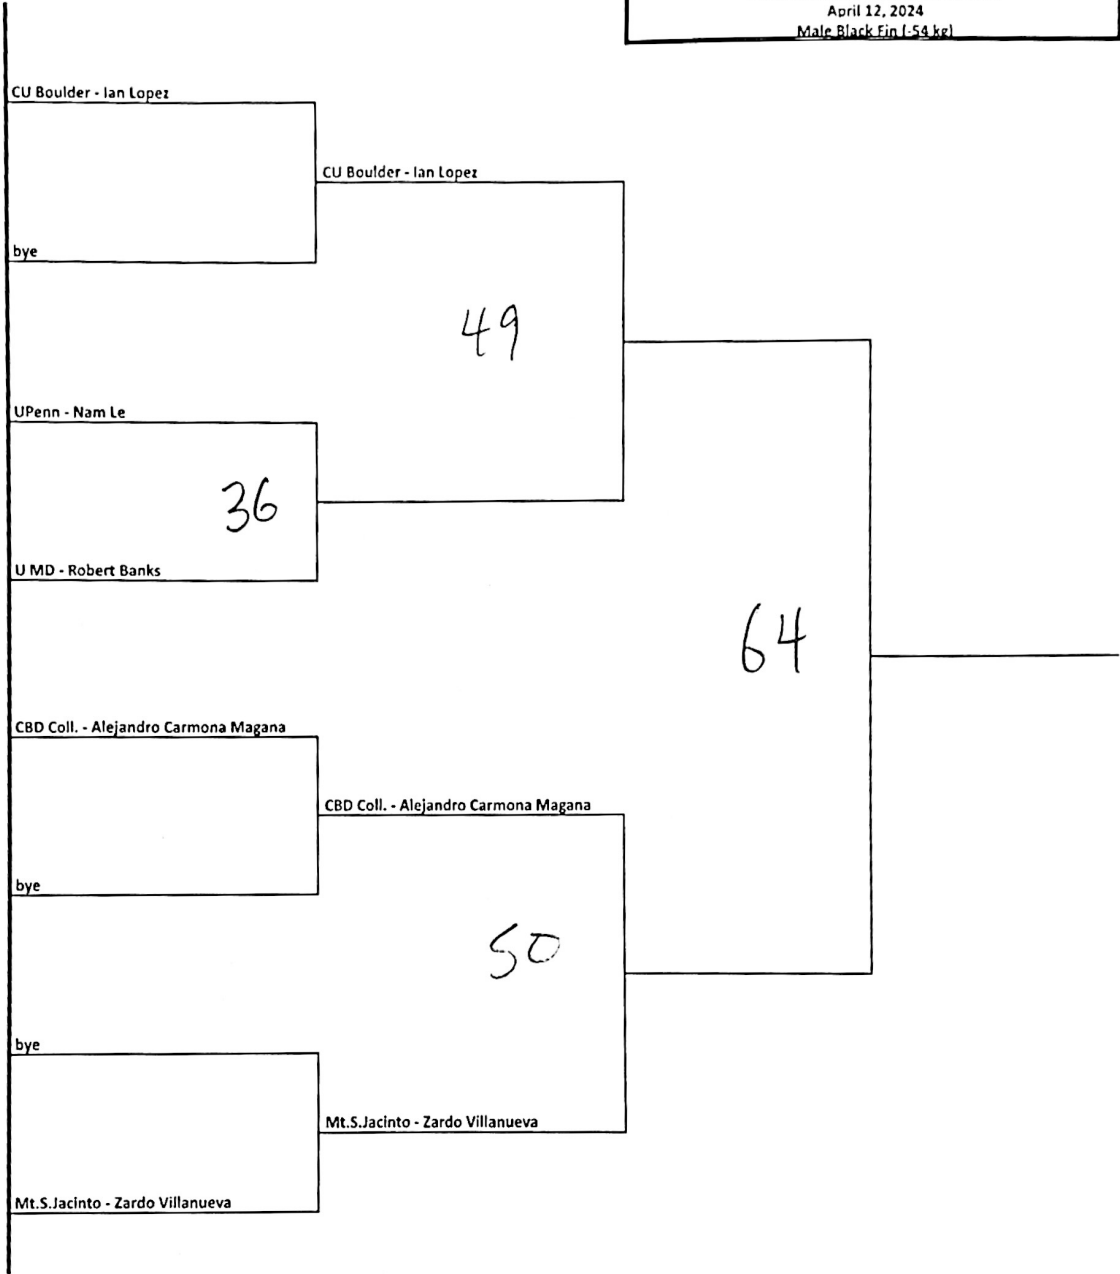 April 12, 2024
Male Black Fin (-54 kg)
CU Boulder - Ian Lopez
CU Boulder - Ian Lopez
bye
49
UPenn - Nam Le
36
U MD - Robert Banks
64
CBD Coll. - Alejandro Carmona Magana
CBD Coll. - Alejandro Carmona Magana
bye
50
bye
Mt.S.Jacinto - Zardo Villanueva
Mt.S.Jacinto - Zardo Villanueva